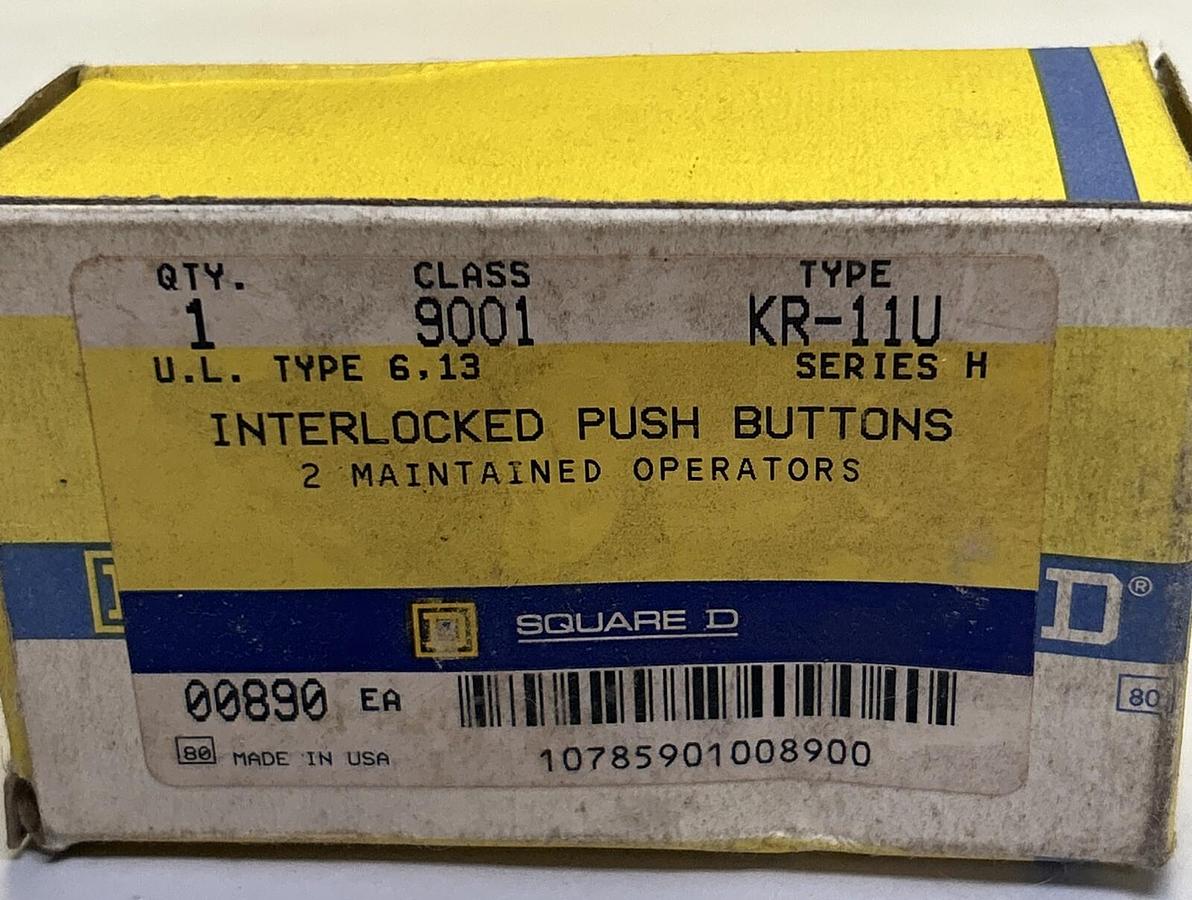 QTY. CLASS TYPE
1 9001 KR-11U
U.L. TYPE 6,13 SERIES H
INTERLOCKED PUSH BUTTONS
2 MAINTAINED OPERATORS
D SQUARE D
D®
00890 EA
80
80 MADE IN USA
10785901008900